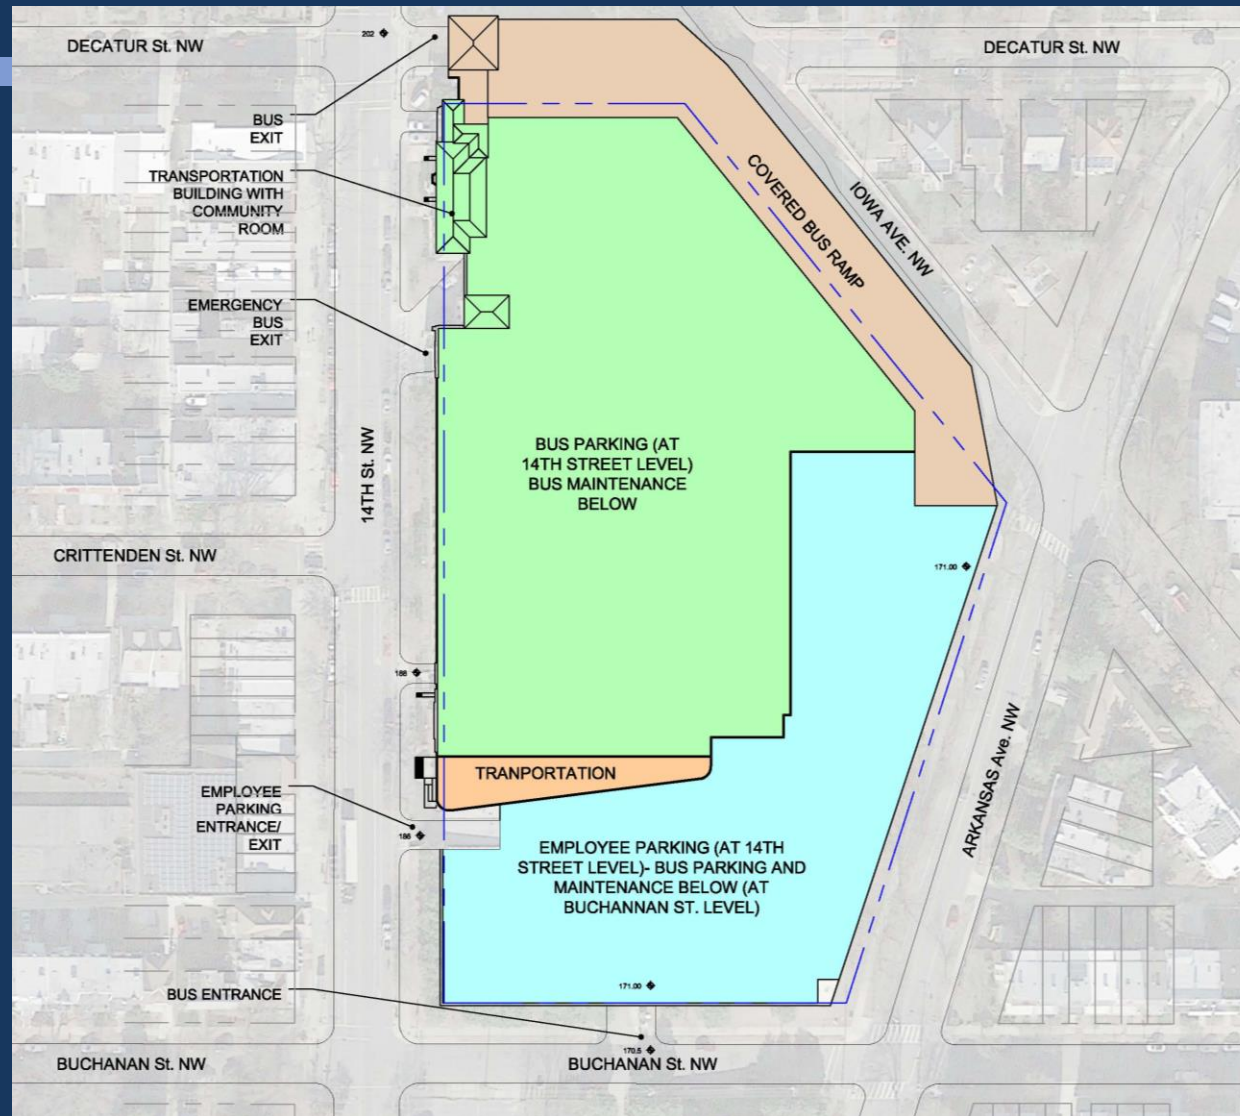 DECATUR St. NW
202
DECATUR St. NW
BUS
EXIT
TRANSPORTATION
BUILDING WITH
COMMUNITY
ROOM
COVERED BUS RAMP
IOWA AVE. NW
EMERGENCY
BUS
EXIT
14TH St. NW
BUS PARKING (AT
14TH STREET LEVEL)
BUS MAINTENANCE
BELOW
CRITTENDEN St. NW
171.00
188
TRANPORTATION
ARKANSAS Ave. NW
EMPLOYEE
PARKING
ENTRANCE/
EXIT
186
EMPLOYEE PARKING (AT 14TH
STREET LEVEL)- BUS PARKING AND
MAINTENANCE BELOW (AT
BUCHANNAN ST. LEVEL)
171.00
BUS ENTRANCE
170.5
BUCHANAN St. NW
BUCHANAN St. NW